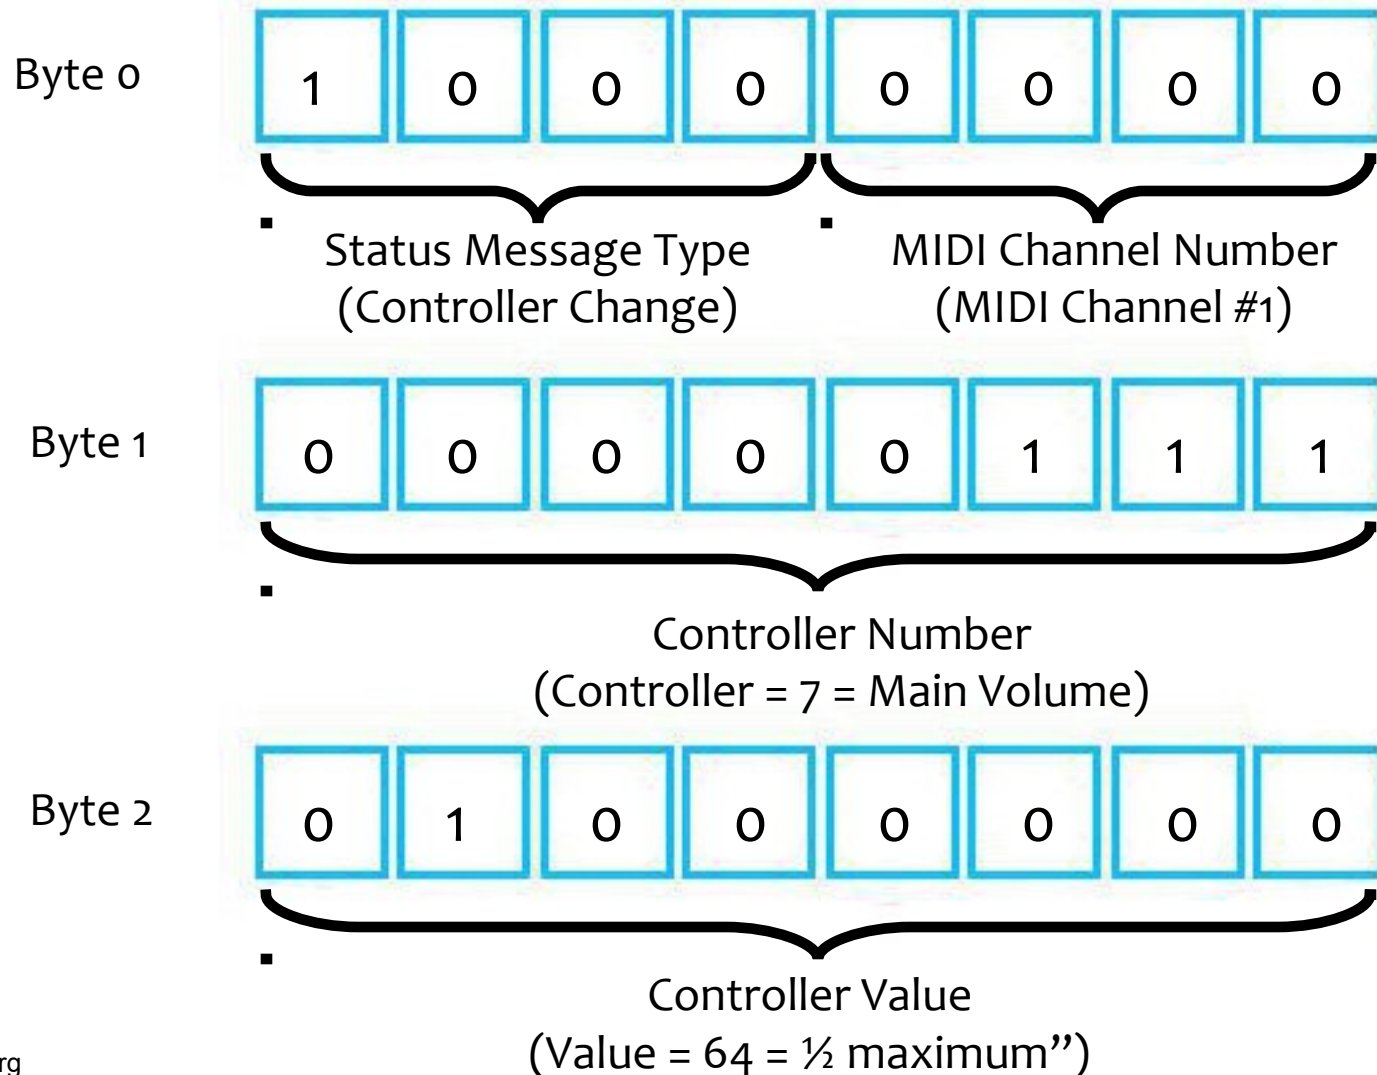 Byte 0 1 0 0 0 0 0 0 0
Status Message Type MIDI Channel Number
(Controller Change) (MIDI Channel #1)
Byte 1 0 0 0 0 0 1 1 1
Controller Number
(Controller = 7 = Main Volume)
Byte 2 0 1 0 0 0 0 0 0
Controller Value
(Value = 64 = ½ maximum”)
rg